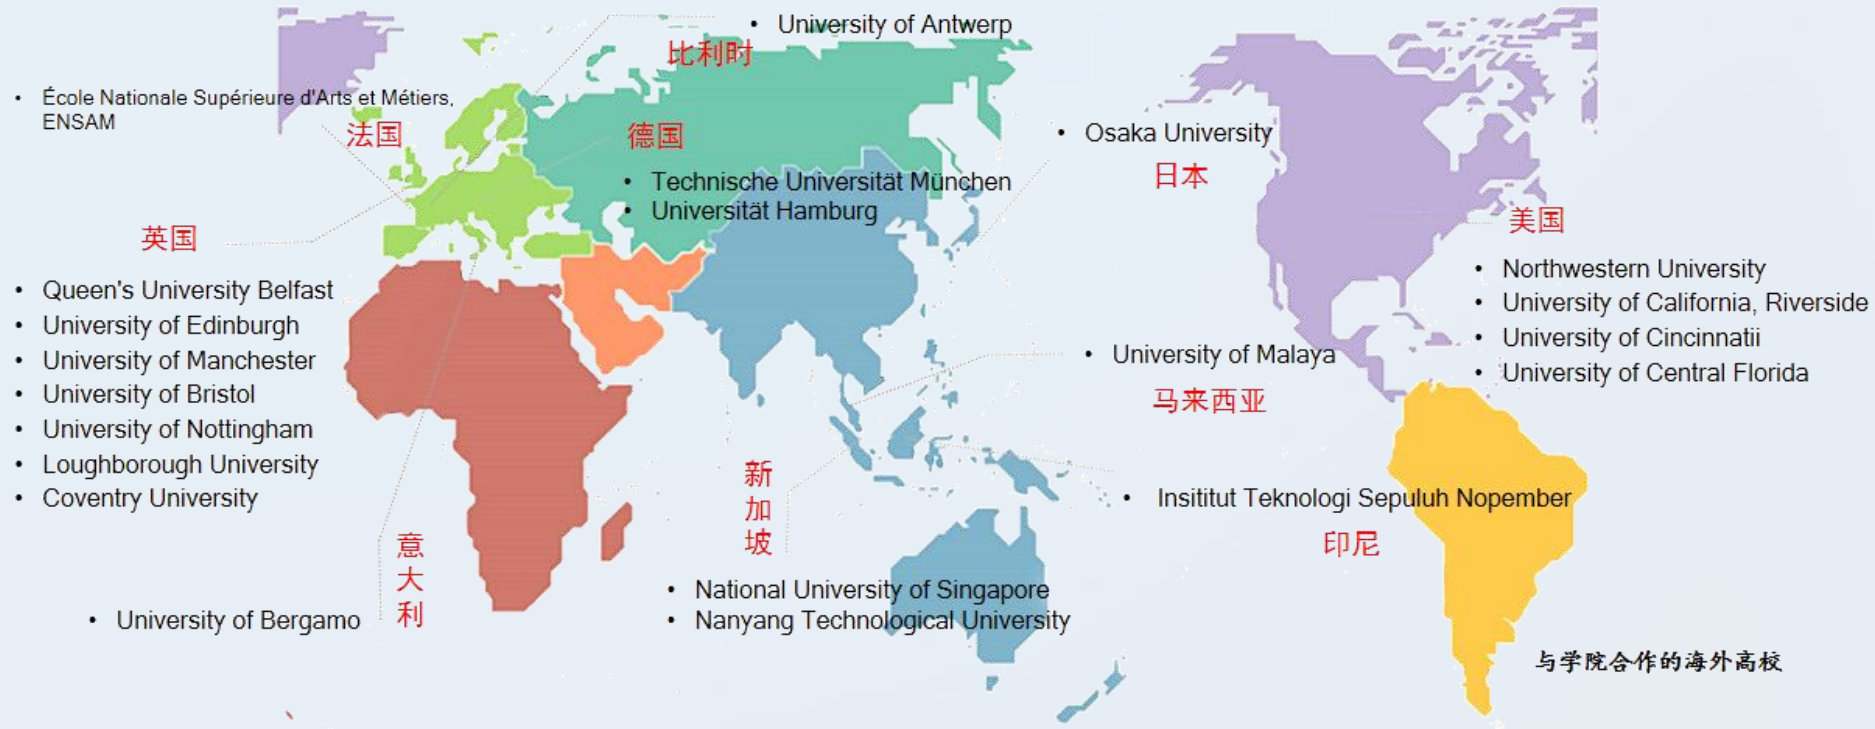 • University of Antwerp
比利时
• École Nationale Supérieure d'Arts et Métiers,
ENSAM
法国
德国
• Technische Universität München
• Universität Hamburg
• Osaka University
日本
英国
• Queen's University Belfast
• University of Edinburgh
• University of Manchester
• University of Bristol
• University of Nottingham
• Loughborough University
• Coventry University
美国
• Northwestern University
• University of California, Riverside
• University of Cincinnatii
• University of Central Florida
• University of Malaya
马来西亚
新
加
坡
• National University of Singapore
• Nanyang Technological University
• Insititut Teknologi Sepuluh Nopember
印尼
意
大
利
• University of Bergamo
与学院合作的海外高校